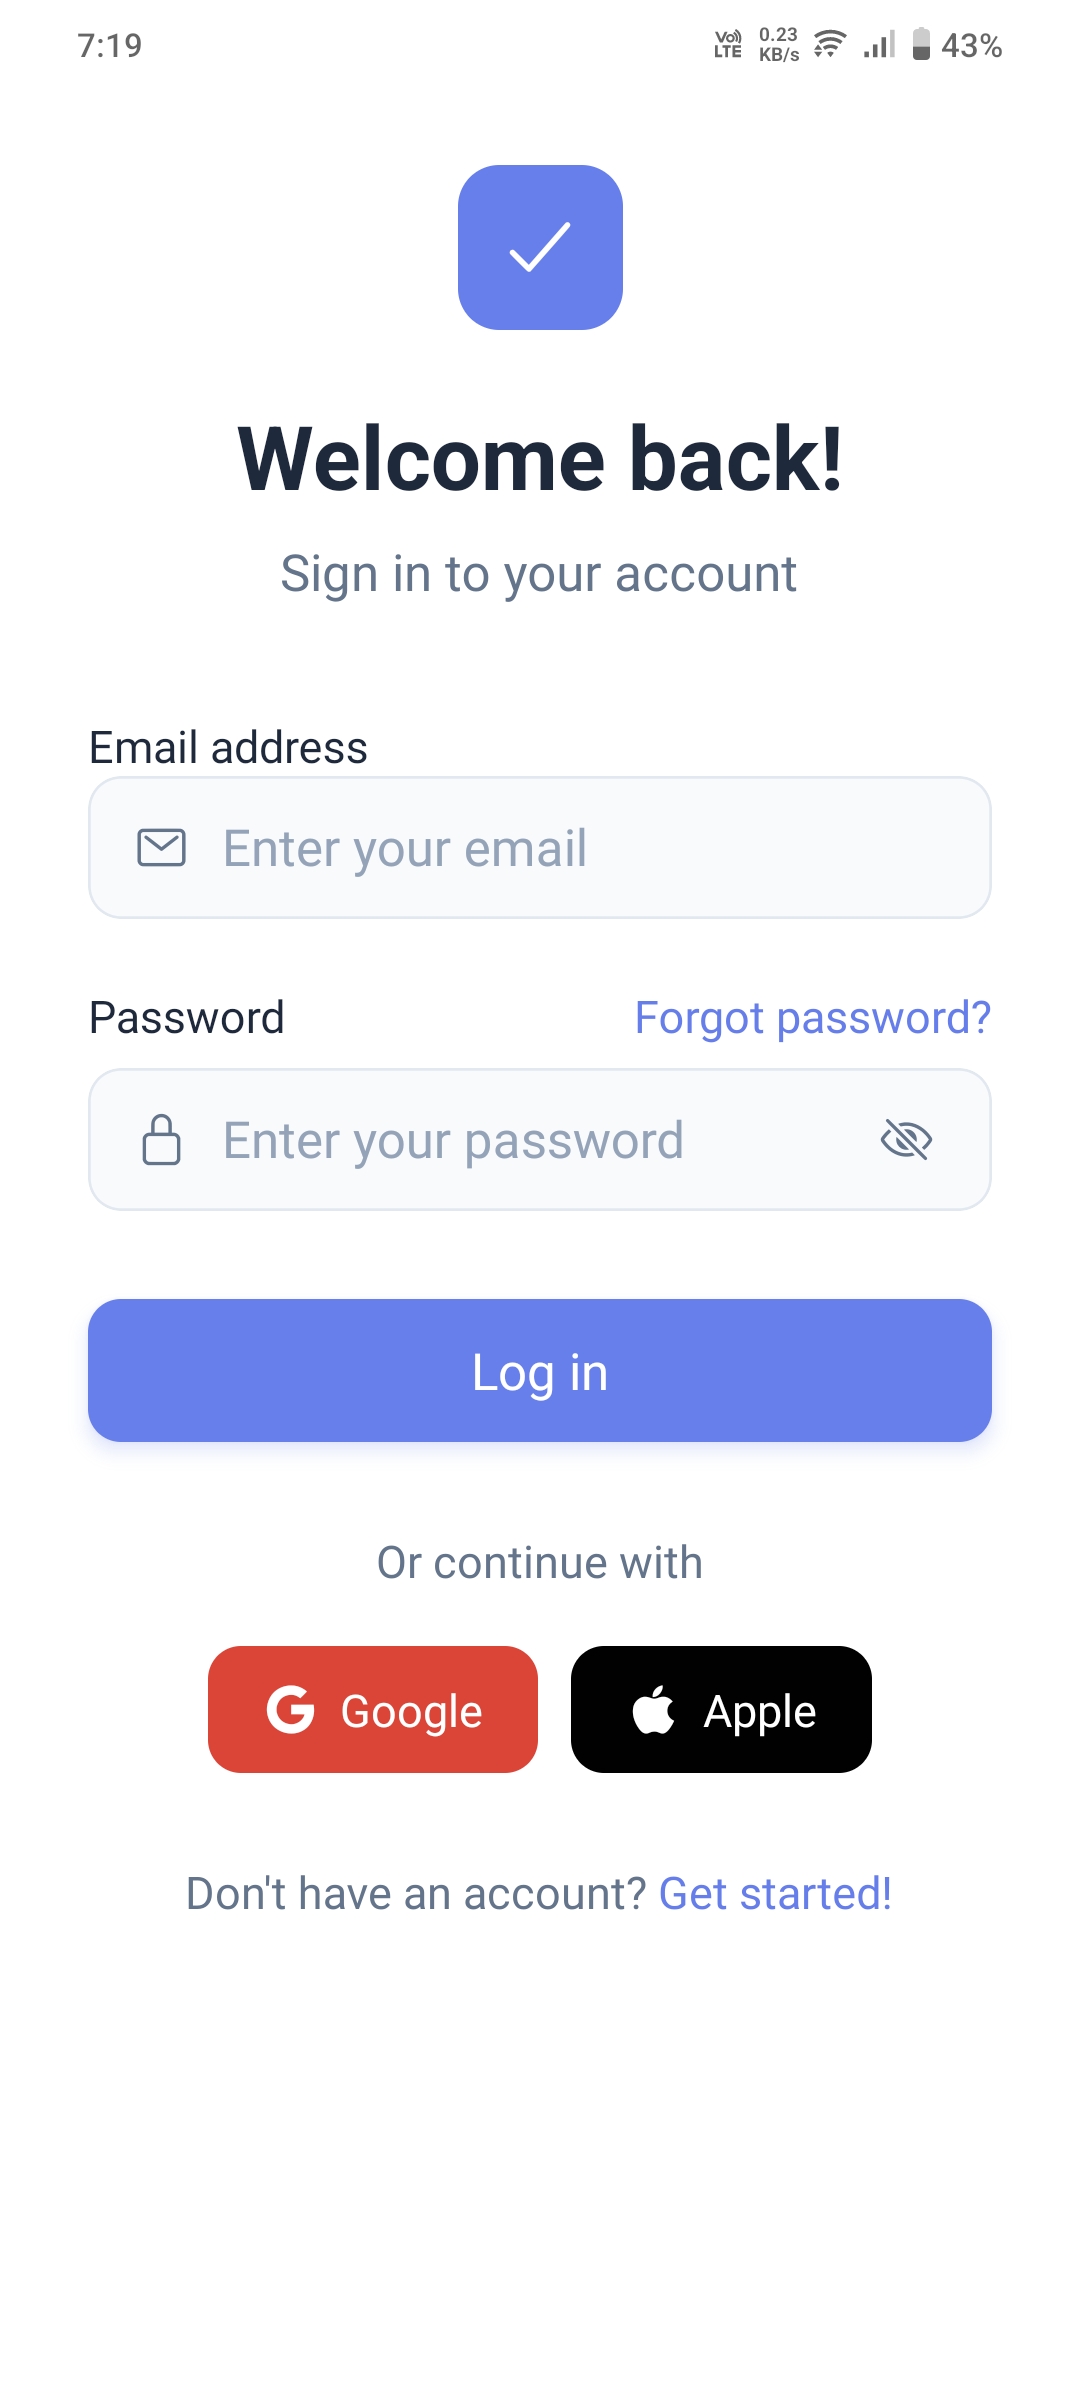 7:19
Vo) LTE 0.23 KB/s 43%
Welcome back!
Sign in to your account
Email address
Enter your email
Password Forgot password?
Enter your password
Log in
Or continue with
Google Apple
Don't have an account? Get started!